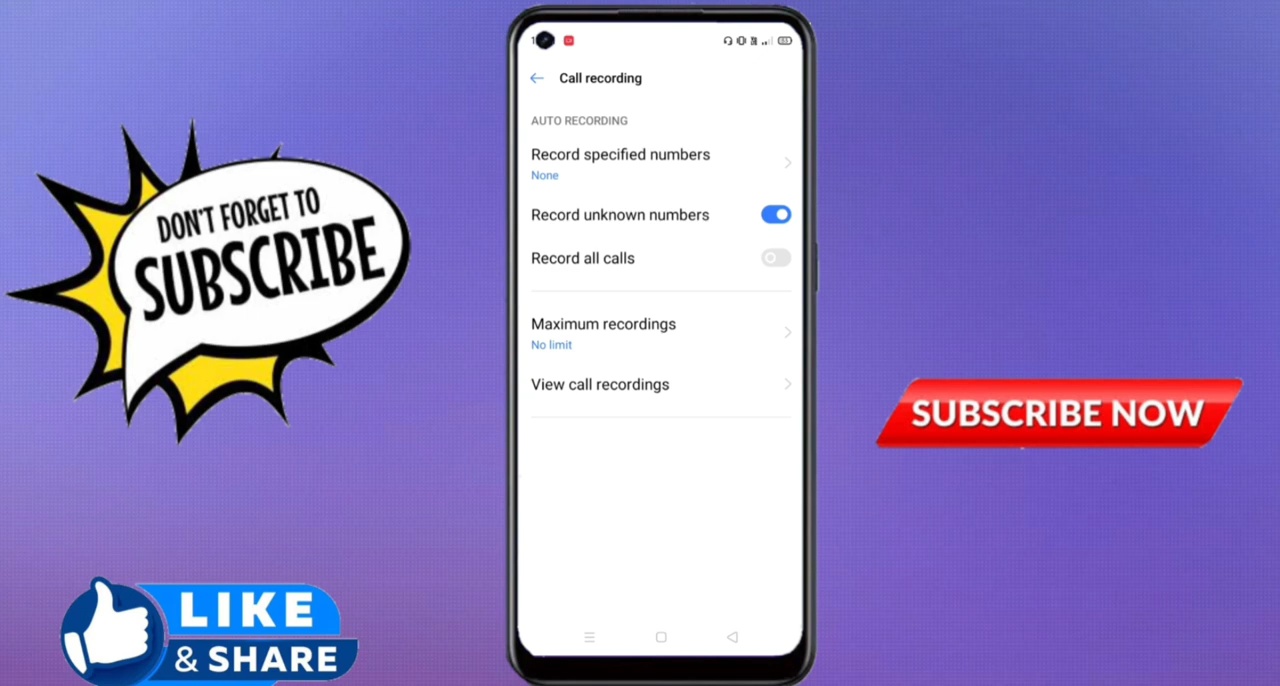 DON'T FORGET TO
SUBSCRIBE
Call recording
AUTO RECORDING
Record specified numbers
None
Record unknown numbers
Record all calls
Maximum recordings
No limit
View call recordings
SUBSCRIBE NOW
LIKE
& SHARE